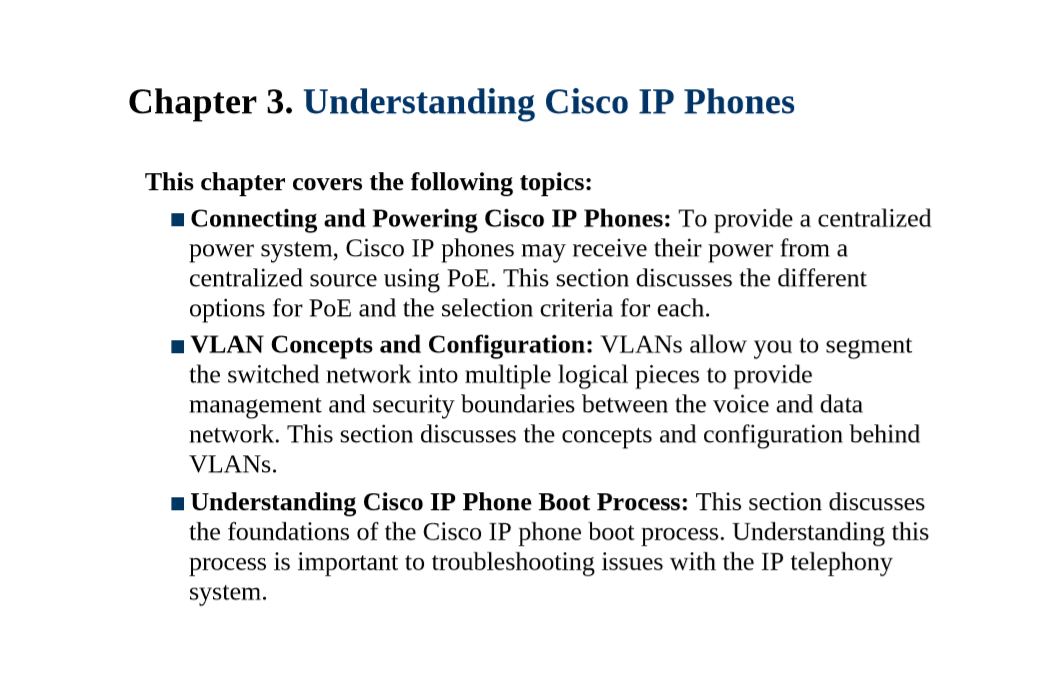 Chapter 3. Understanding Cisco IP Phones
This chapter covers the following topics:
■ Connecting and Powering Cisco IP Phones: To provide a centralized
power system, Cisco IP phones may receive their power from a
centralized source using PoE. This section discusses the different
options for PoE and the selection criteria for each.
■ VLAN Concepts and Configuration: VLANs allow you to segment
the switched network into multiple logical pieces to provide
management and security boundaries between the voice and data
network. This section discusses the concepts and configuration behind
VLANs.
■ Understanding Cisco IP Phone Boot Process: This section discusses
the foundations of the Cisco IP phone boot process. Understanding this
process is important to troubleshooting issues with the IP telephony
system.